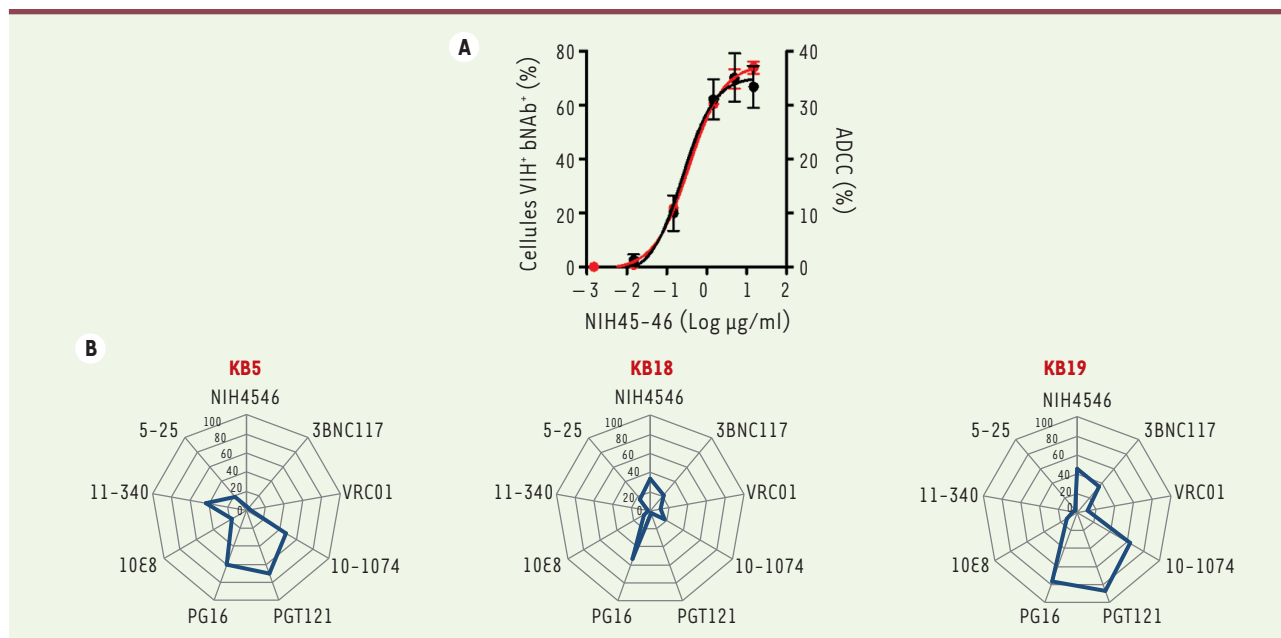 A
80
60
40
20
0
Cellules VIH⁺ bNAb⁺ (%)
40
30
20
10
0
ADCC (%)
– 3 – 2 – 1 0 1 2
NIH45-46 (Log µg/ml)
B
KB5
NIH4546
3BNC117
VRC01
10-1074
PGT121
PG16
10E8
11-340
5-25
100
80
60
40
20
0
KB18
NIH4546
3BNC117
VRC01
10-1074
PGT121
PG16
10E8
11-340
5-25
100
80
60
40
20
0
KB19
NIH4546
3BNC117
VRC01
10-1074
PGT121
PG16
10E8
11-340
5-25
100
80
60
40
20
0